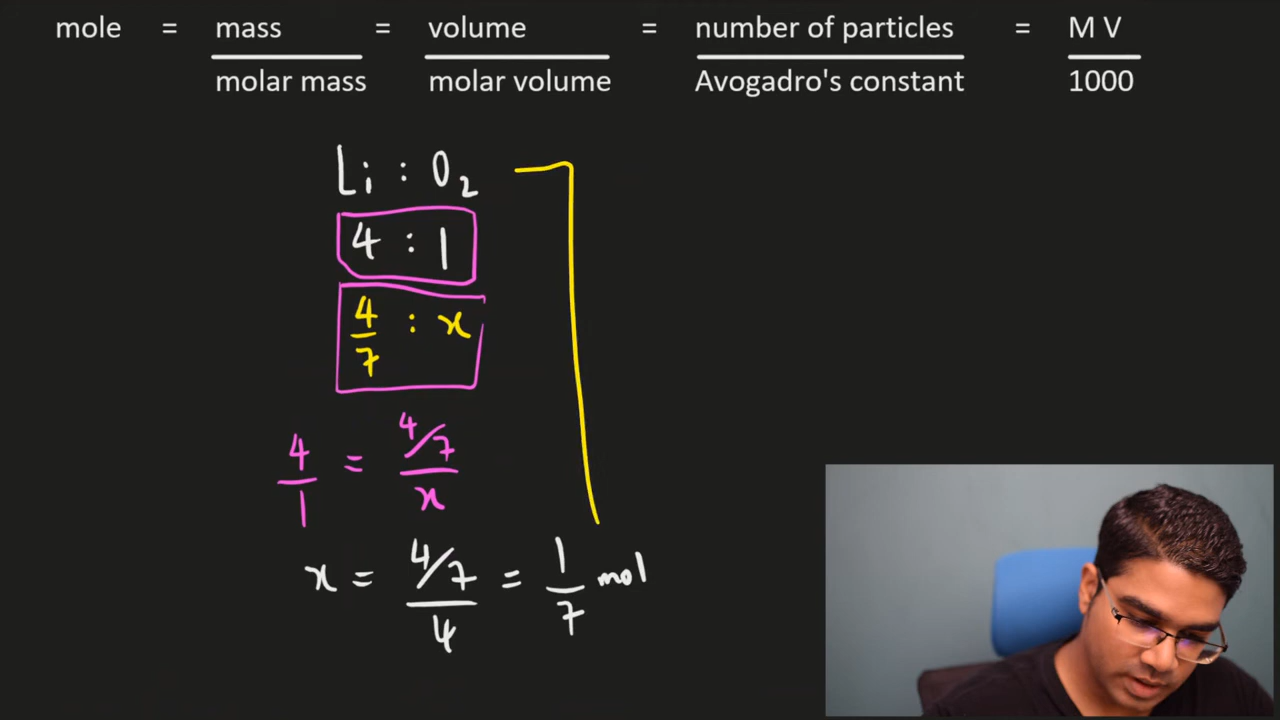 mole = mass = volume = number of particles = M V
molar mass molar volume Avogadro's constant 1000
Li : O₂
4 : 1
4/7 : x
4/1 = 4/7/x
x = 4/7/4 = 1/7 mol